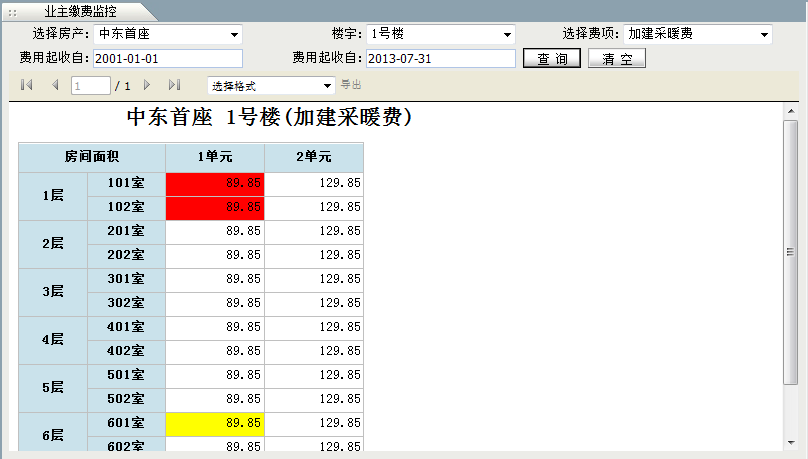 业主缴费监控
选择房产: 中东首座 楼宇: 1号楼 选择费项: 加建采暖费
费用起收自: 2001-01-01 费用起收自: 2013-07-31 查 询 清 空
1 / 1 选择格式 导出
中东首座 1号楼(加建采暖费)
房间面积 1单元 2单元
1层 101室 89.85 129.85
102室 89.85 129.85
2层 201室 89.85 129.85
202室 89.85 129.85
3层 301室 89.85 129.85
302室 89.85 129.85
4层 401室 89.85 129.85
402室 89.85 129.85
5层 501室 89.85 129.85
502室 89.85 129.85
6层 601室 89.85 129.85
602室 89.85 129.85